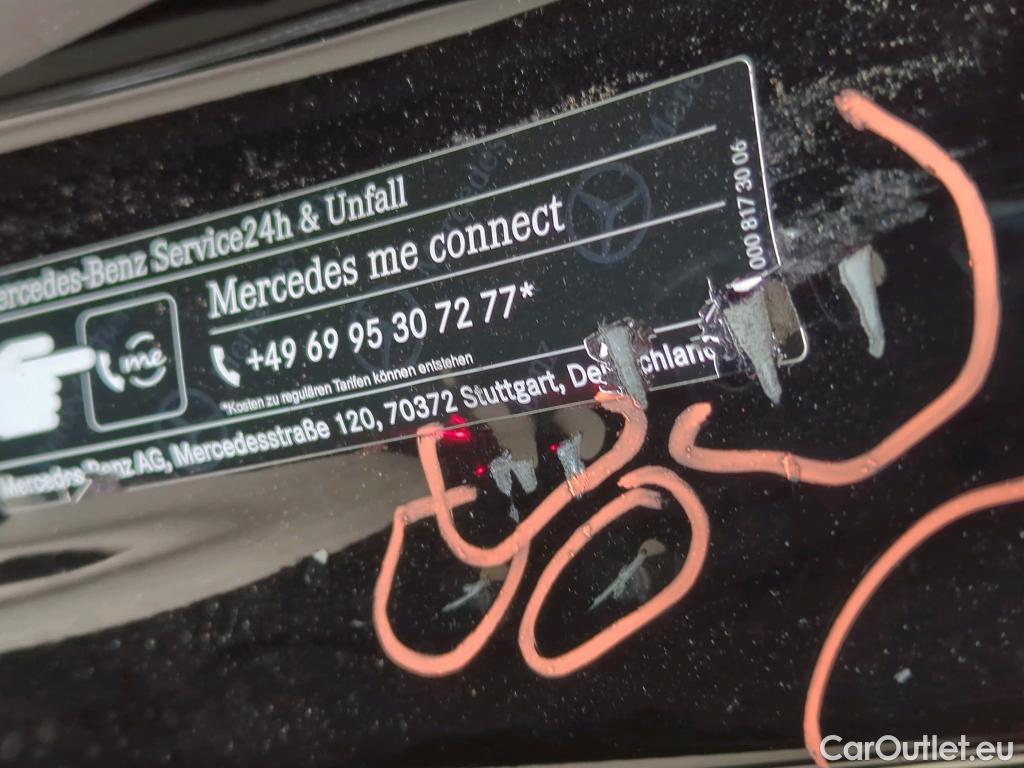 Mercedes-Benz Service24h & Unfall
Mercedes me connect
me
+49 69 95 30 72 77*
*Kosten zu regulären Tarifen können entstehen
Mercedes-Benz AG, Mercedesstraße 120, 70372 Stuttgart, Deutschland
000 817 30 06
CarOutlet.eu